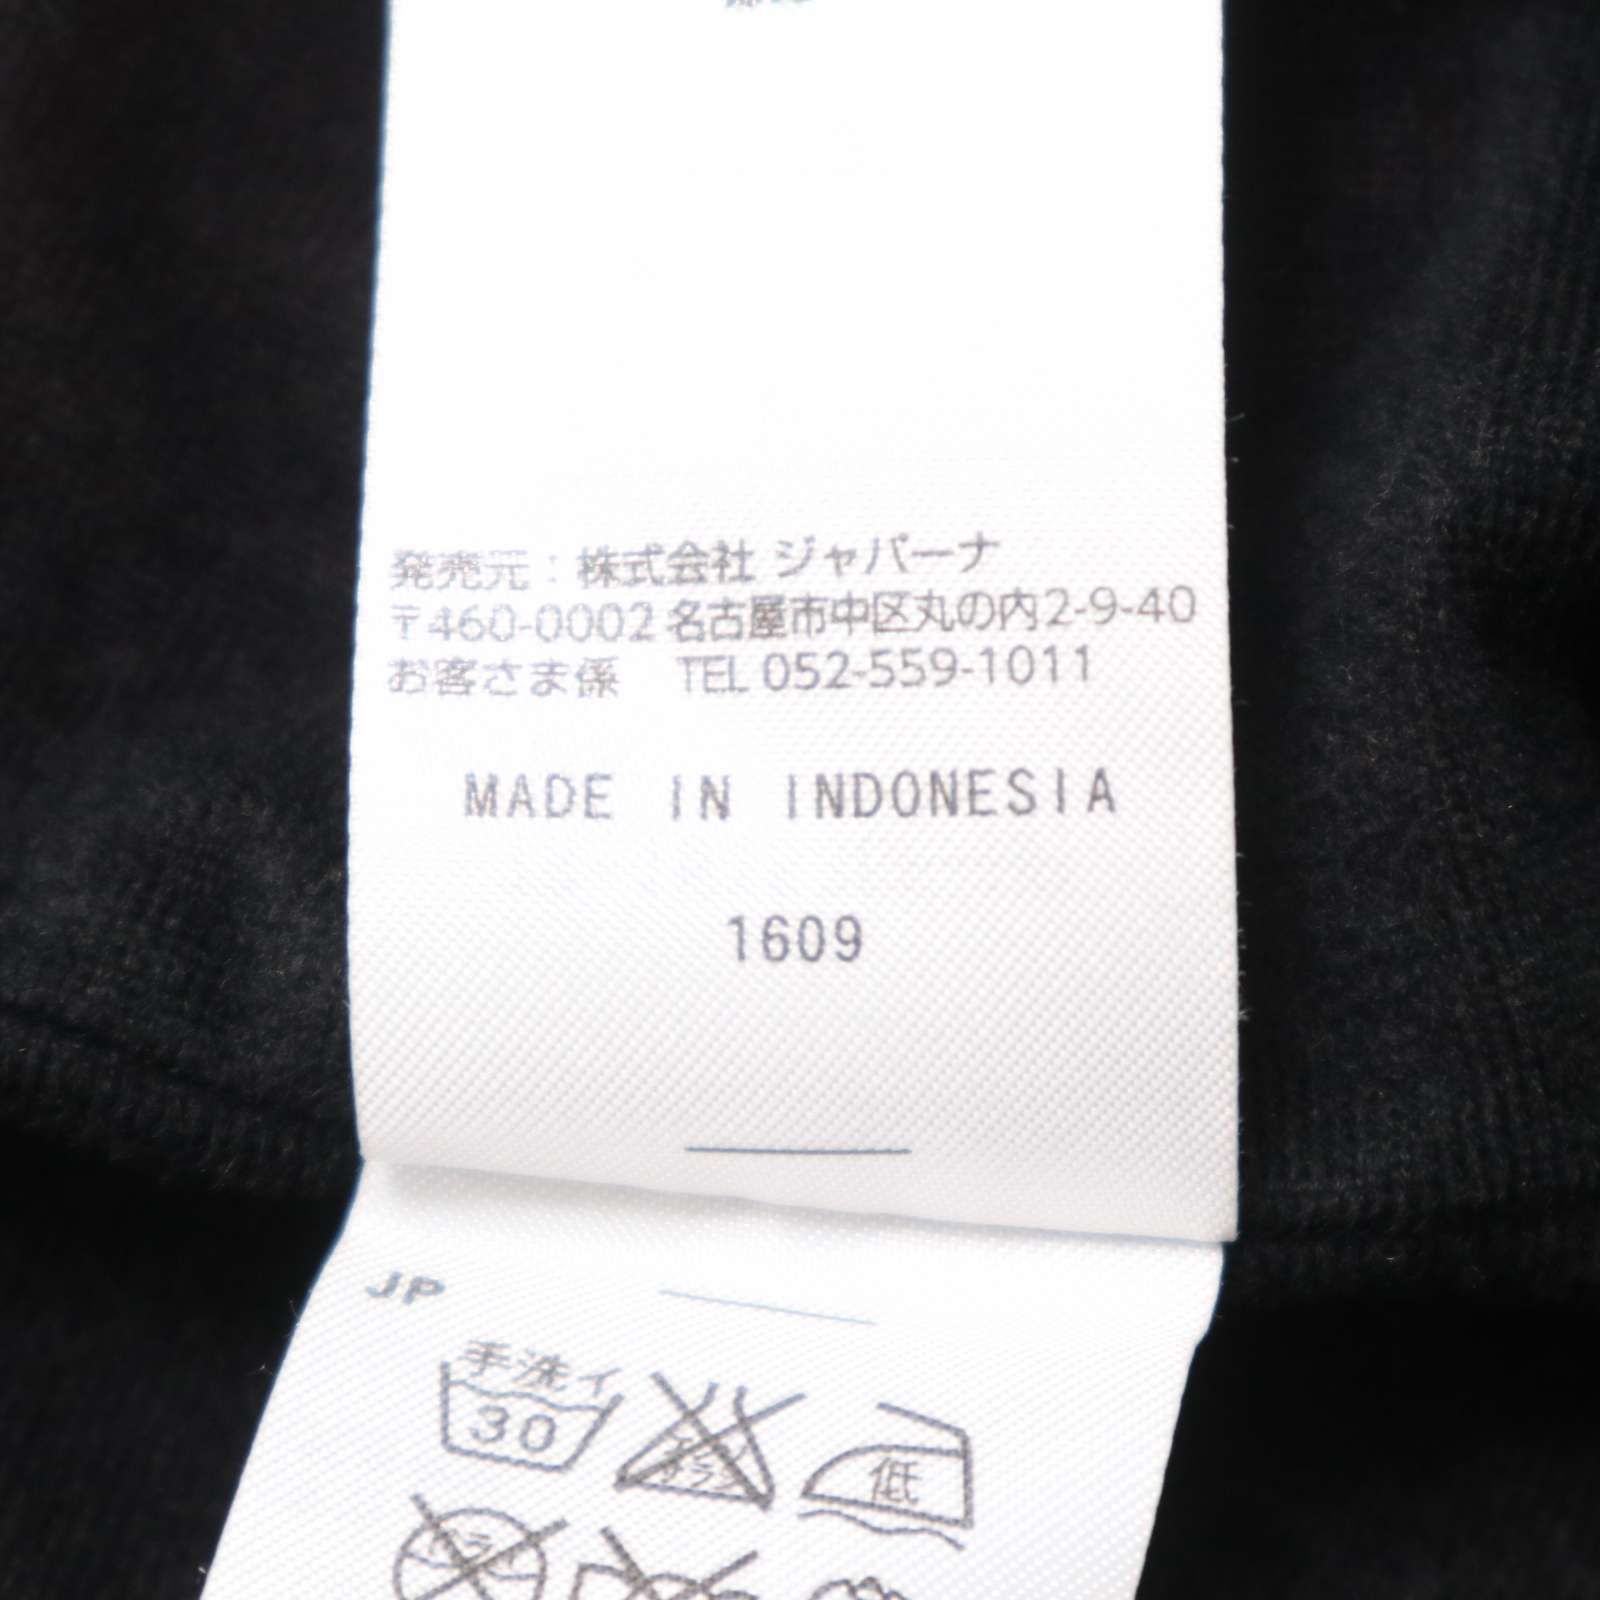 発売元：株式会社 ジャパーナ
〒460-0002 名古屋市中区丸の内2-9-40
お客さま係 TEL 052-559-1011
MADE IN INDONESIA
1609
JP
手洗イ
30
低